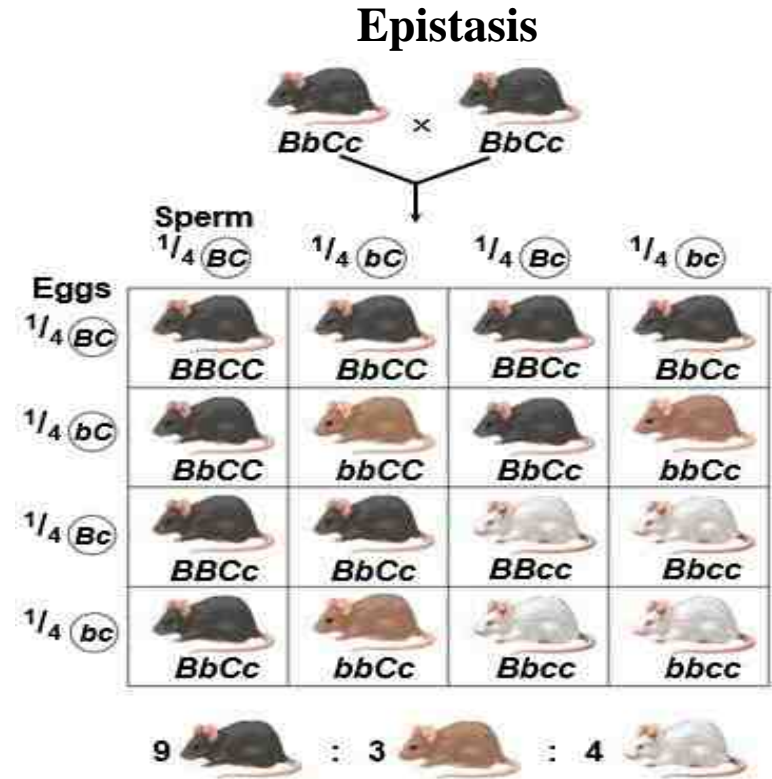 Epistasis
BbCc × BbCc
Sperm
1/4 BC 1/4 bC 1/4 Bc 1/4 bc
Eggs
1/4 BC
BBCC BbCC BBCc BbCc
1/4 bC
BbCC bbCC BbCc bbCc
1/4 Bc
BBCc BbCc BBcc Bbcc
1/4 bc
BbCc bbCc Bbcc bbcc
9 : 3 : 4